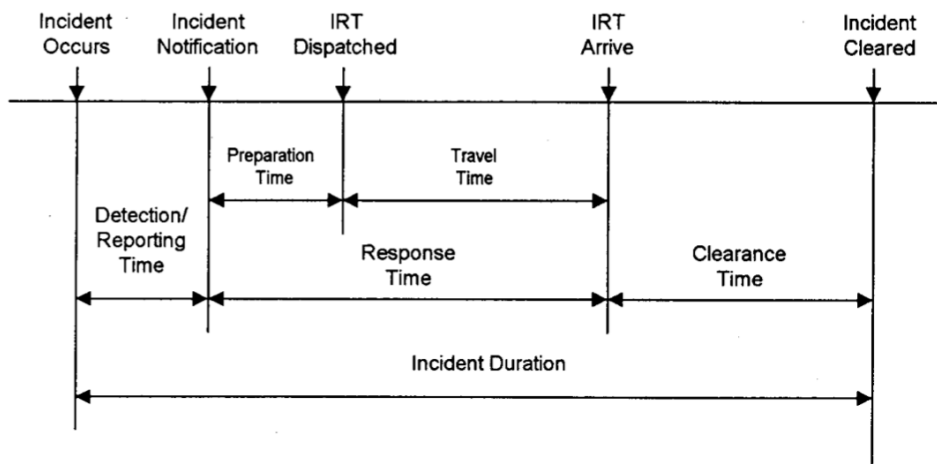 Incident
Occurs
Incident
Notification
IRT
Dispatched
IRT
Arrive
Incident
Cleared
Preparation
Time
Travel
Time
Detection/
Reporting
Time
Response
Time
Clearance
Time
Incident Duration